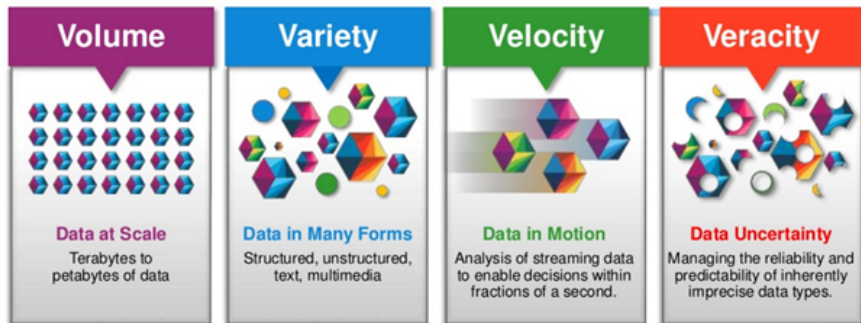 Volume
Data at Scale
Terabytes to
petabytes of data
Variety
Data in Many Forms
Structured, unstructured,
text, multimedia
Velocity
Data in Motion
Analysis of streaming data
to enable decisions within
fractions of a second.
Veracity
Data Uncertainty
Managing the reliability and
predictability of inherently
imprecise data types.